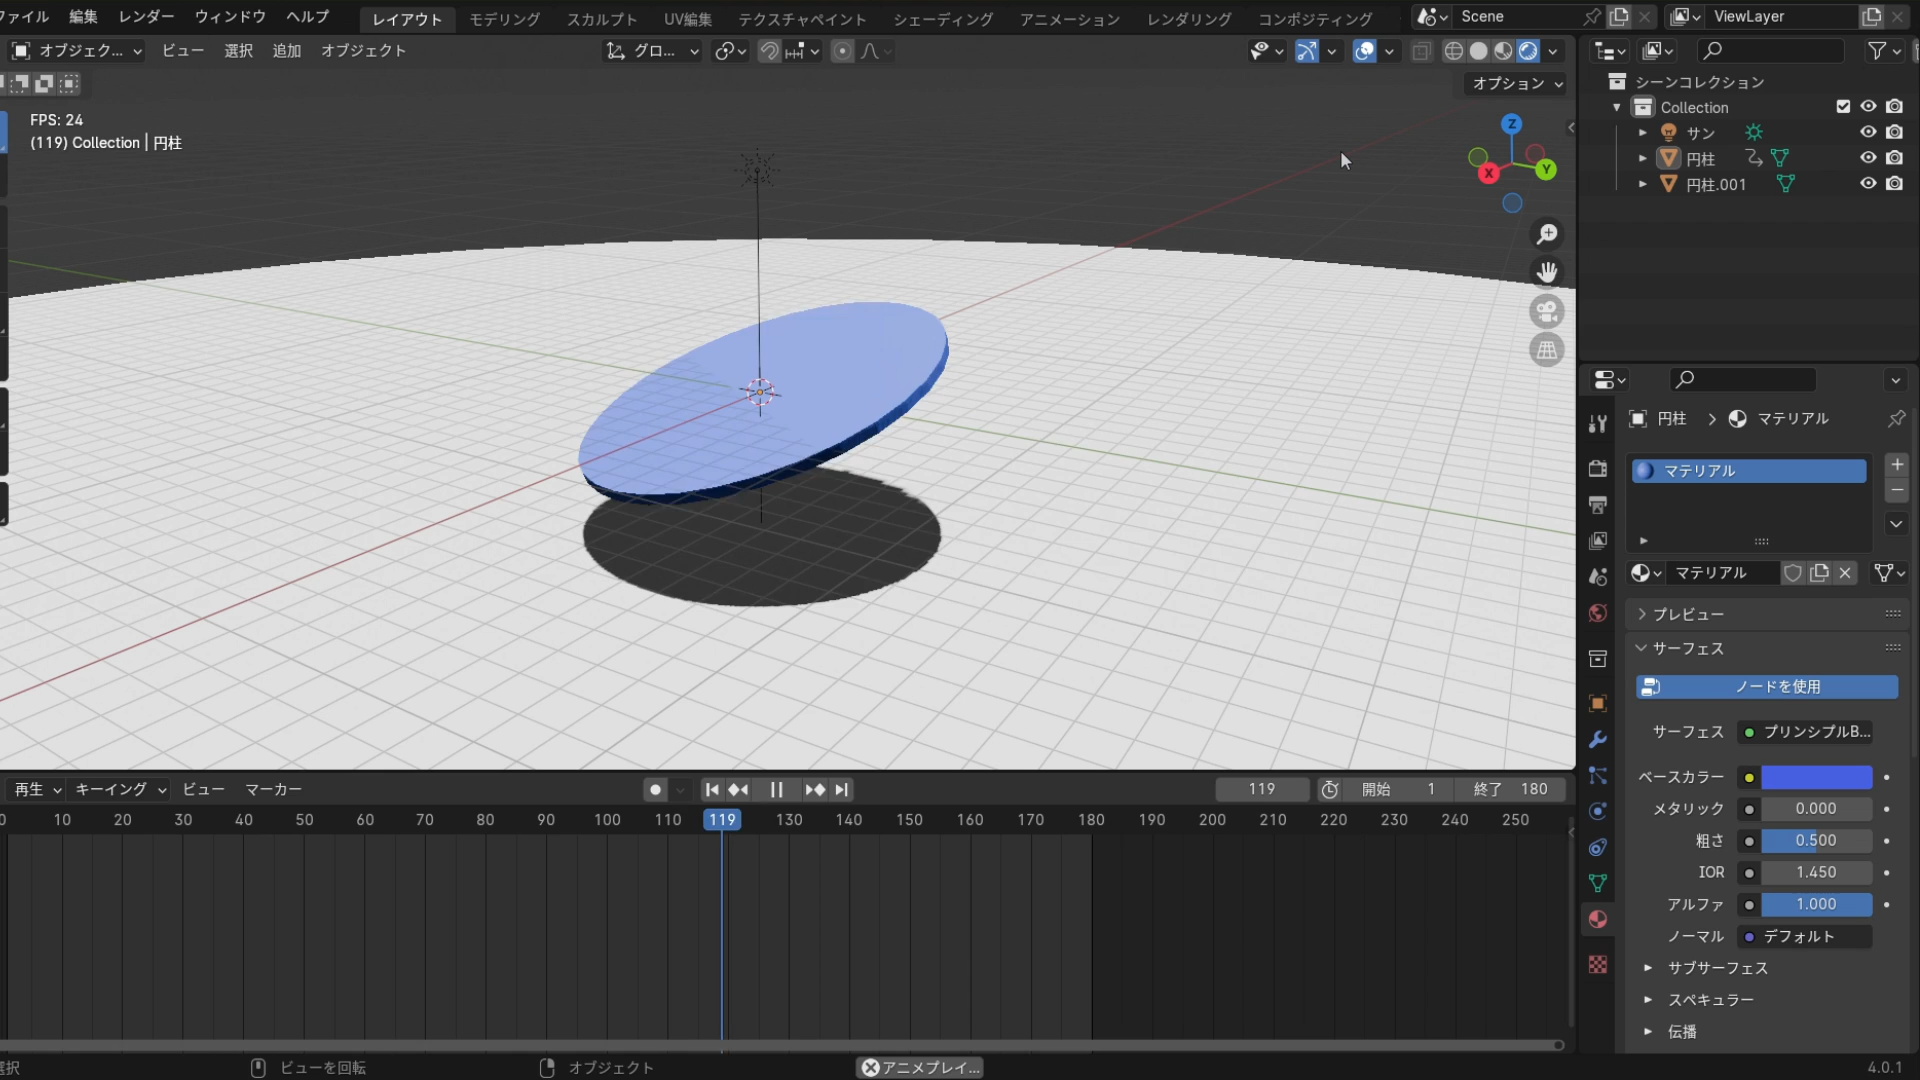 ファイル 編集 レンダー ウィンドウ ヘルプ レイアウト モデリング スカルプト UV編集 テクスチャペイント シェーディング アニメーション レンダリング コンポジティング Scene ViewLayer
オブジェク... ビュー 選択 追加 オブジェクト グロ...
オプション
FPS: 24
(119) Collection | 円柱
Z
Y
X
シーンコレクション
Collection
サン
円柱
円柱.001
円柱 マテリアル
マテリアル
マテリアル
プレビュー
サーフェス
ノードを使用
サーフェス プリンシプルB...
ベースカラー
メタリック 0.000
粗さ 0.500
IOR 1.450
アルファ 1.000
ノーマル デフォルト
サブサーフェス
スペキュラー
伝播
再生 キーイング ビュー マーカー 119 開始 1 終了 180
0 10 20 30 40 50 60 70 80 90 100 110 119 130 140 150 160 170 180 190 200 210 220 230 240 250
選択 ビューを回転 オブジェクト アニメプレイ... 4.0.1